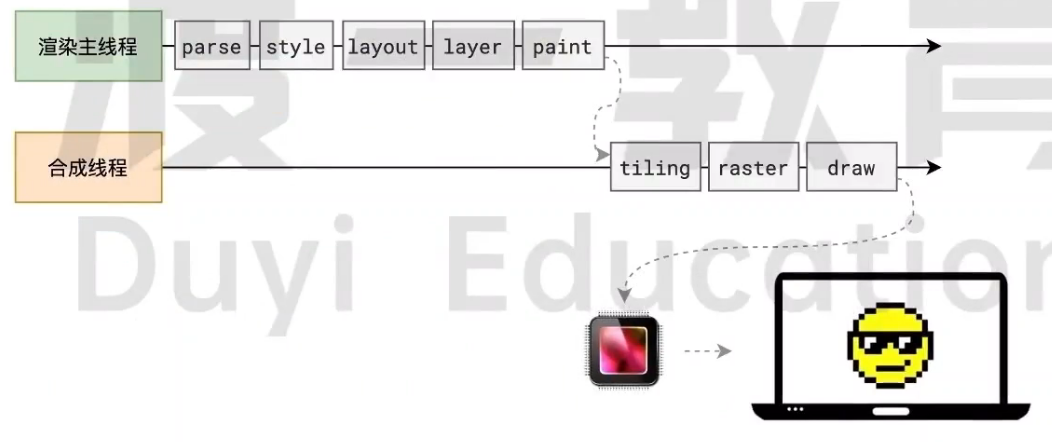 渲染主线程 parse style layout layer paint
合成线程 tiling raster draw
渡一教育
Duyi Education